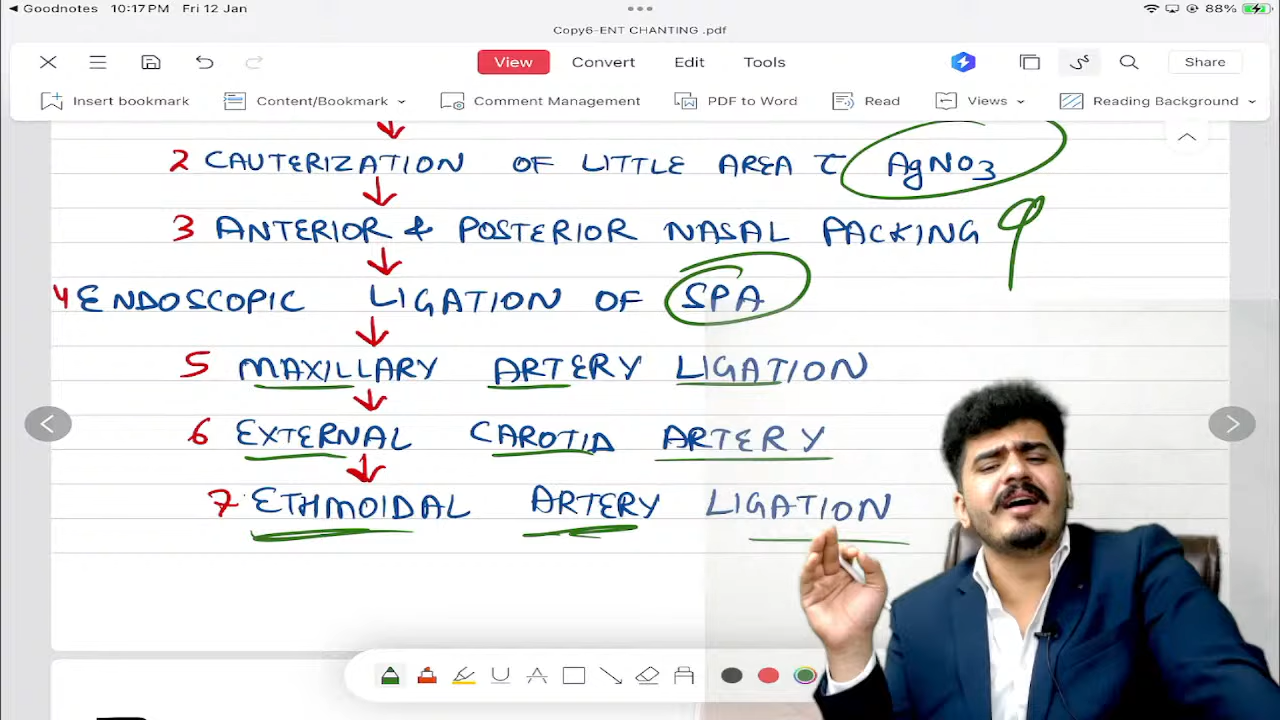 Goodnotes 10:17 PM Fri 12 Jan 88%
Copy6-ENT CHANTING .pdf
View Convert Edit Tools Share
Insert bookmark Content/Bookmark Comment Management PDF to Word Read Views Reading Background
2 CAUTERIZATION OF LITTLE AREA C̄ AgNO3
3 ANTERIOR & POSTERIOR NASAL PACKING
4 ENDOSCOPIC LIGATION OF SPA
5 MAXILLARY ARTERY LIGATION
6 EXTERNAL CAROTID ARTERY
7 ETHMOIDAL ARTERY LIGATION